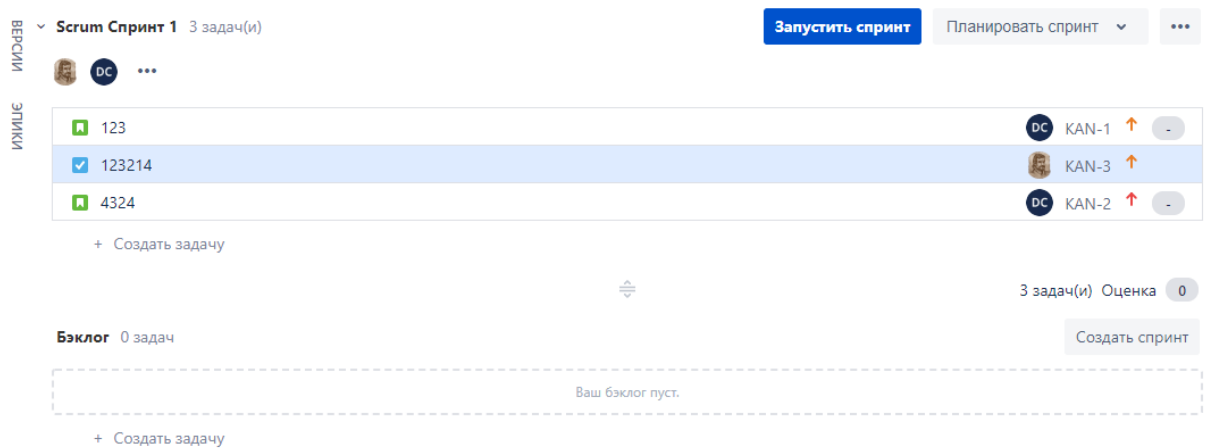 ВЕРСИИ
ЭПИКИ
Scrum Спринт 1 3 задач(и) Запустить спринт Планировать спринт •••
DC •••
123 DC KAN-1 -
123214 KAN-3
4324 DC KAN-2 -
+ Создать задачу
3 задач(и) Оценка 0
Бэклог 0 задач Создать спринт
Ваш бэклог пуст.
+ Создать задачу